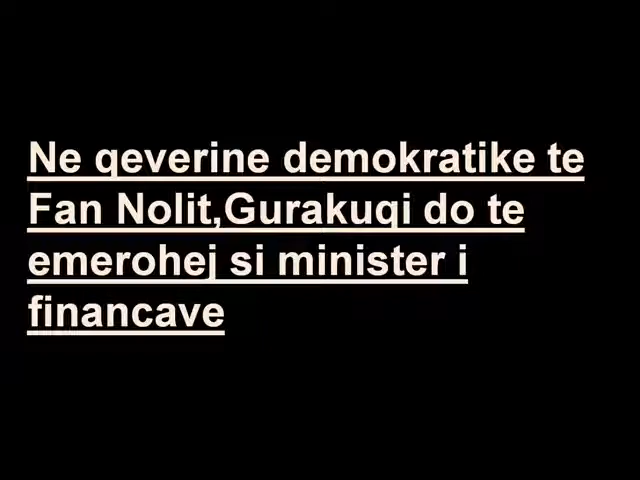 Ne qeverine demokratike te
Fan Nolit,Gurakuqi do te
emerohej si minister i
financave